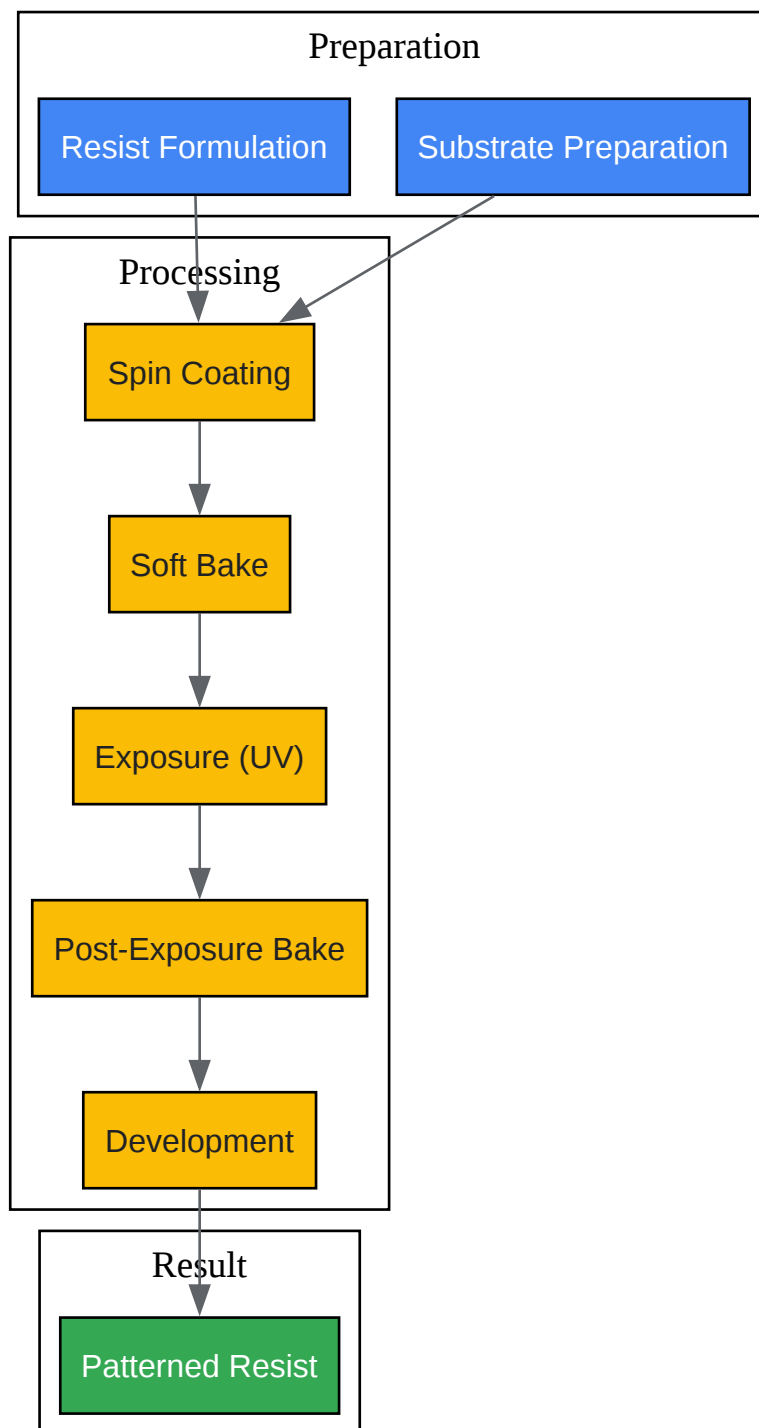 Preparation
Resist Formulation
Substrate Preparation
Processing
Spin Coating
Soft Bake
Exposure (UV)
Post-Exposure Bake
Development
Result
Patterned Resist